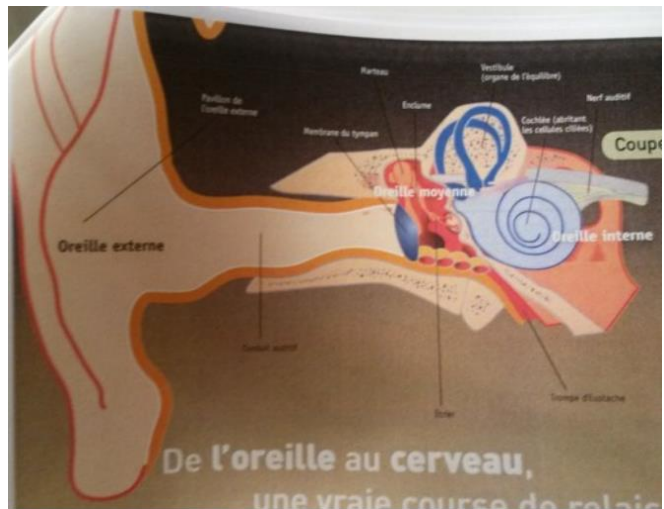 Marteau
Vestibule
(organe de l'équilibre)
Pavillon de
l'oreille externe
Enclume
Nerf auditif
Membrane du tympan
Cochlée (abritant
les cellules ciliées)
Coupe
Oreille moyenne
Oreille externe
Oreille interne
Conduit auditif
Trompe d'Eustache
Étrier
De l'oreille au cerveau,
une vraie course de relais